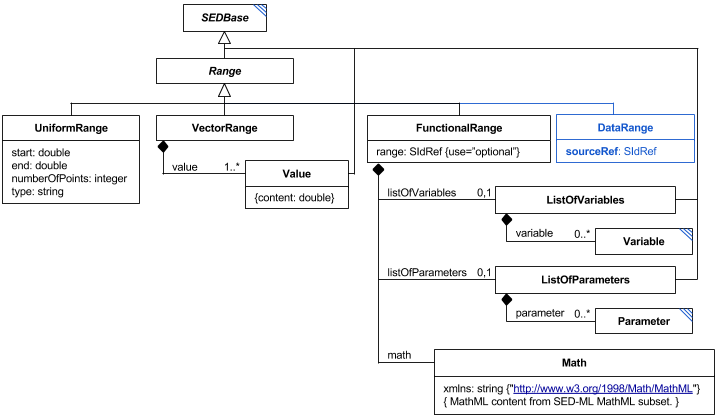 SEDBase
Range
UniformRange
start: double
end: double
numberOfPoints: integer
type: string
VectorRange
value 1..*
Value
{content: double}
FunctionalRange
range: SIdRef {use="optional"}
DataRange
sourceRef: SIdRef
listOfVariables 0,1
ListOfVariables
variable 0..*
Variable
listOfParameters 0,1
ListOfParameters
parameter 0..*
Parameter
math
Math
xmlns: string {"http://www.w3.org/1998/Math/MathML"}
{ MathML content from SED-ML MathML subset. }